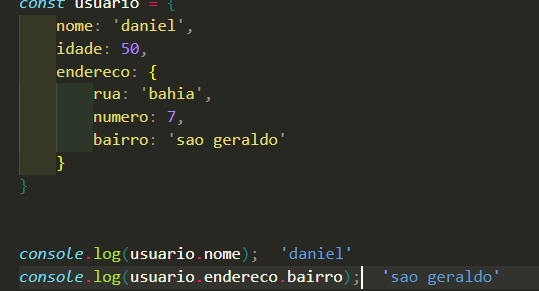 const usuario = {
nome: 'daniel',
idade: 50,
endereco: {
rua: 'bahia',
numero: 7,
bairro: 'sao geraldo'
}
}
console.log(usuario.nome); 'daniel'
console.log(usuario.endereco.bairro); 'sao geraldo'